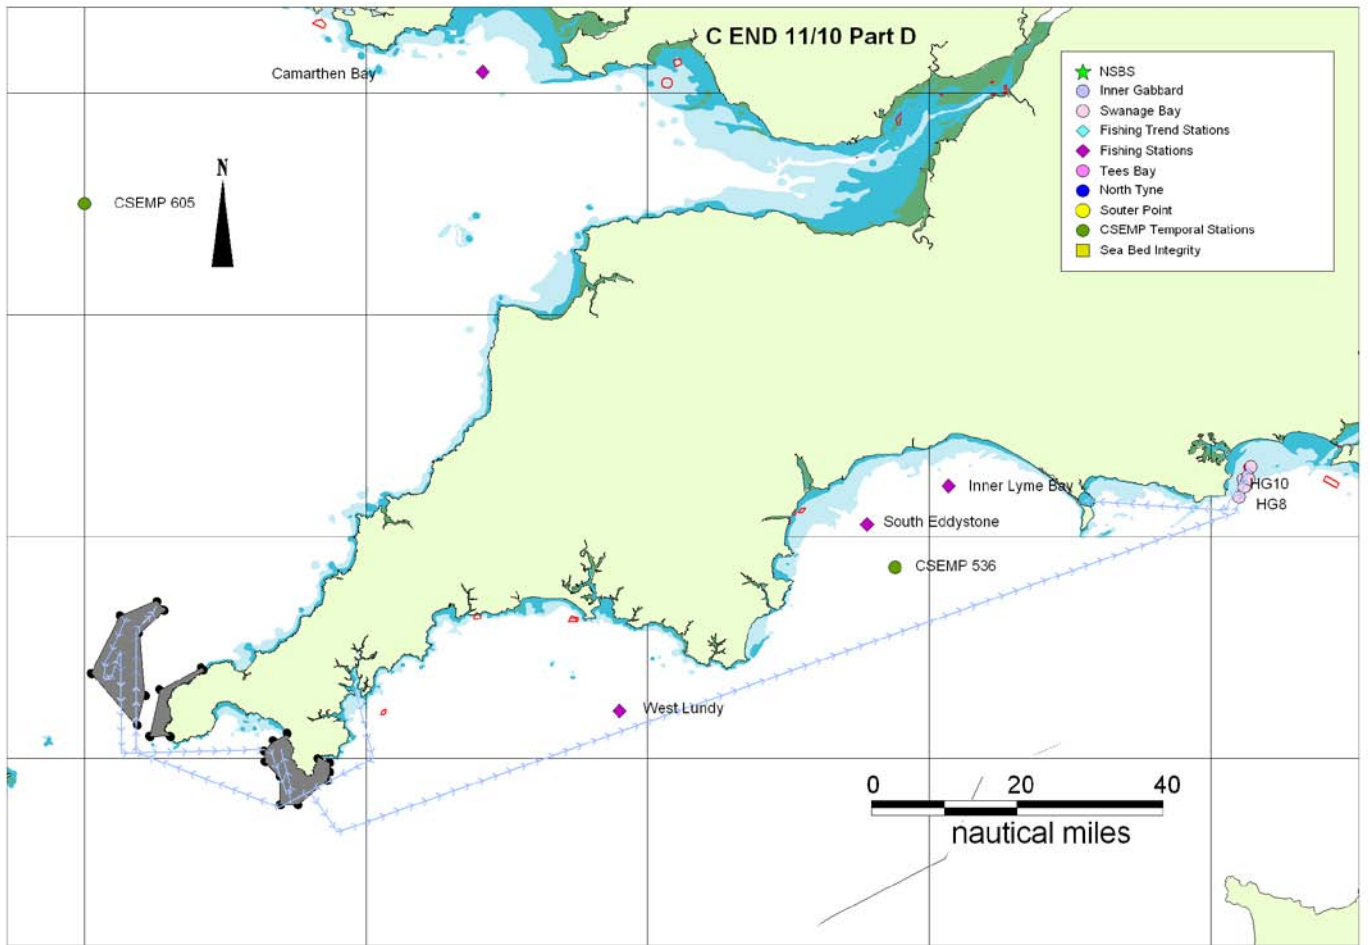 C END 11/10 Part D
Camarthen Bay
NSBS
Inner Gabbard
Swanage Bay
Fishing Trend Stations
Fishing Stations
Tees Bay
North Tyne
Souter Point
CSEMP Temporal Stations
Sea Bed Integrity
N
CSEMP 605
Inner Lyme Bay
HG10
HG8
South Eddystone
CSEMP 536
West Lundy
0 20 40
nautical miles